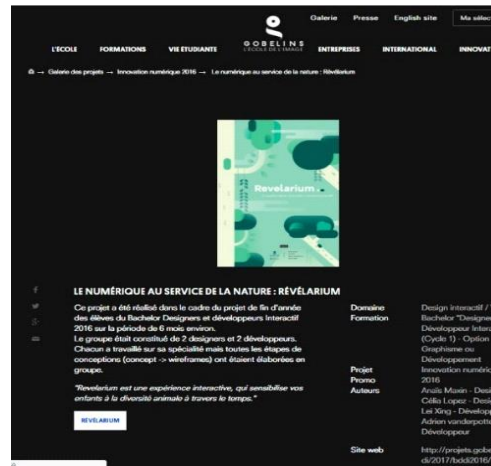 Galerie Presse English site Ma sélec
GOBELINS
L'ÉCOLE DE L'IMAGE
L'ÉCOLE FORMATIONS VIE ÉTUDIANTE ENTREPRISES INTERNATIONAL INNOVAT
→ Galerie des projets → Innovation numérique 2016 → Le numérique au service de la nature : Révélarium
Revelarium
LE NUMÉRIQUE AU SERVICE DE LA NATURE : RÉVÉLARIUM
Ce projet a été réalisé dans le cadre du projet de fin d'année
des élèves du Bachelor Designers et développeurs Interactif
2016 sur la période de 6 mois environ.
Le groupe était constitué de 2 designers et 2 développeurs.
Chacun a travaillé sur sa spécialité mais toutes les étapes de
conceptions (concept -> wireframes) ont étaient élaborées en
groupe.
"Revelarium est une expérience interactive, qui sensibilise vos
enfants à la diversité animale à travers le temps."
RÉVÉLARIUM
Domaine Design interactif /
Formation Bachelor "Designe
Développeur Intera
(Cycle 1) - Option
Graphisme ou
Développement
Projet Innovation numéri
Promo 2016
Auteurs Anaïs Maxin - Desi
Célia Lopez - Desi
Lei Xing - Dévelop
Adrien vanderpotte
Développeur
Site web http://projets.gobe
di/2017/bddi2016/